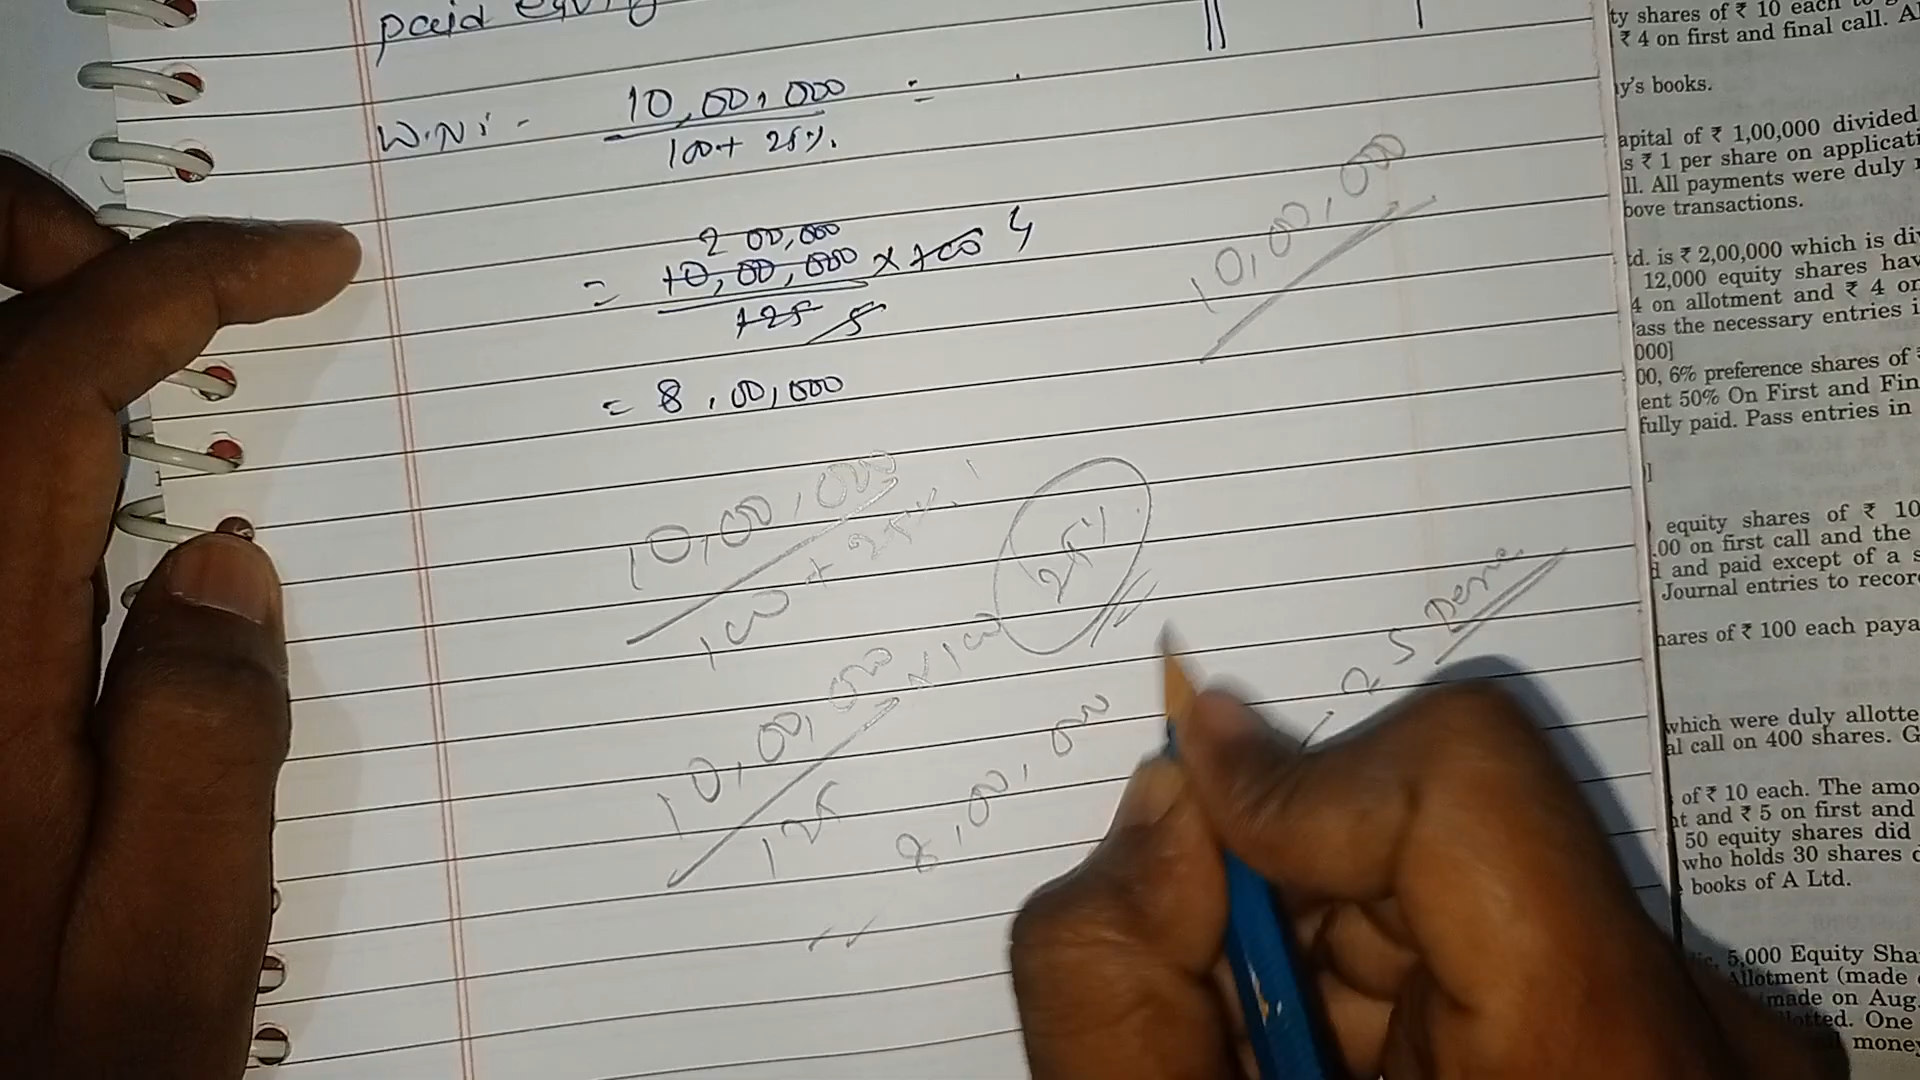 paid
W.N:- 10,00,000 =
100 + 25%.
2 00,000
= 10,00,000 × 100 4
125 5
= 8,00,000
10,00,000
10,00,000
100 + 25%
25%
10,00,000 × 100
125
8,00,000
ty shares of ₹ 10 each to
₹ 4 on first and final call. A
y's books.
apital of ₹ 1,00,000 divided
s ₹ 1 per share on applicati
ll. All payments were duly
bove transactions.
td. is ₹ 2,00,000 which is di
12,000 equity shares hav
4 on allotment and ₹ 4 on
ass the necessary entries i
000]
00, 6% preference shares of ₹
ent 50% On First and Fin
fully paid. Pass entries in
]
equity shares of ₹ 10
.00 on first call and the
d and paid except of a s
Journal entries to record
hares of ₹ 100 each paya
which were duly allotte
al call on 400 shares. G
of ₹ 10 each. The amo
t and ₹ 5 on first and
50 equity shares did
who holds 30 shares
books of A Ltd.
5,000 Equity Sha
Allotment (made
made on Aug.
lotted. One
money